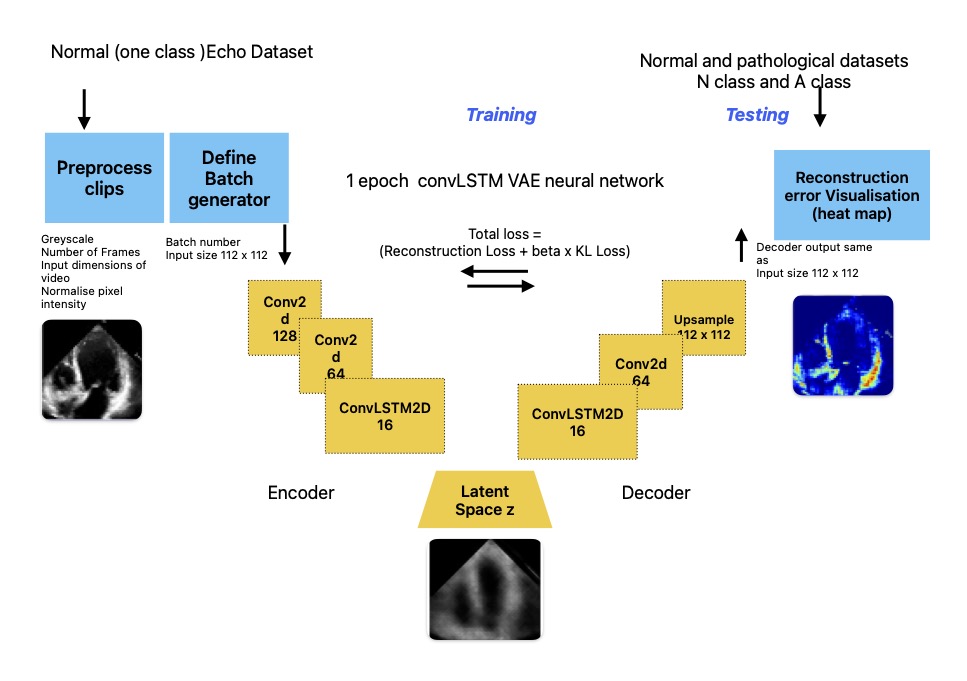 Normal (one class )Echo Dataset
Normal and pathological datasets
N class and A class
Training
Testing
Preprocess
clips
Define
Batch
generator
1 epoch  convLSTM VAE neural network
Reconstruction
error Visualisation
(heat map)
Greyscale
Number of Frames
Input dimensions of
video
Normalise pixel
intensity
Batch number
Input size 112 x 112
Total loss =
(Reconstruction Loss + beta x KL Loss)
Decoder output same
as
Input size 112 x 112
Conv2
d
128
Conv2
d
64
ConvLSTM2D
16
Upsample
112 x 112
Conv2d
64
ConvLSTM2D
16
Encoder
Latent
Space z
Decoder